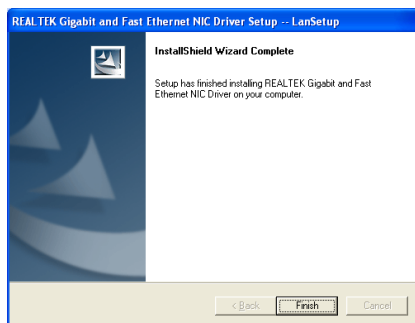 REALTEK Gigabit and Fast Ethernet NIC Driver Setup -- LanSetup
InstallShield Wizard Complete
Setup has finished installing REALTEK Gigabit and Fast
Ethernet NIC Driver on your computer.
< Back Finish Cancel